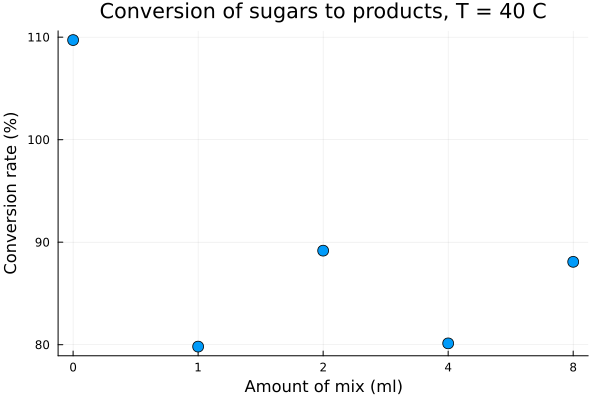 Conversion of sugars to products, T = 40 C
Conversion rate (%)
110
100
90
80
0 1 2 4 8
Amount of mix (ml)